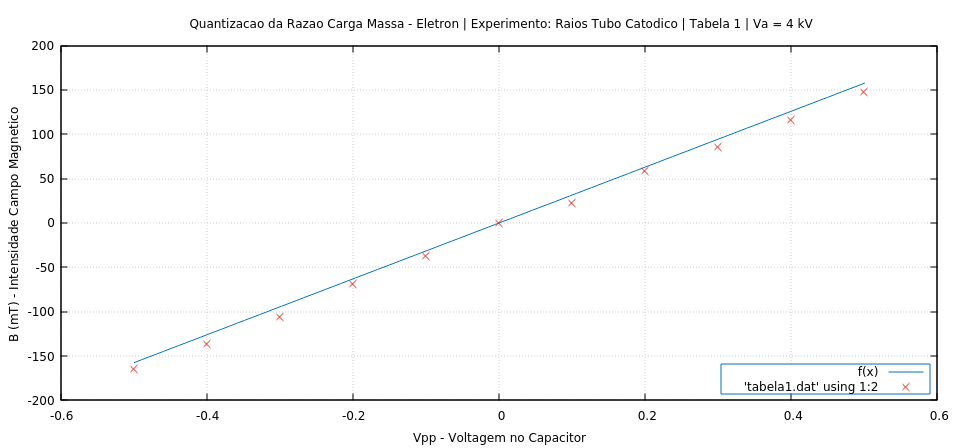 Quantizacao da Razao Carga Massa - Eletron | Experimento: Raios Tubo Catodico | Tabela 1 | Va = 4 kV
200
150
100
50
0
-50
-100
-150
-200
B (mT) - Intensidade Campo Magnetico
f(x)
'tabela1.dat' using 1:2
-0.6 -0.4 -0.2 0 0.2 0.4 0.6
Vpp - Voltagem no Capacitor